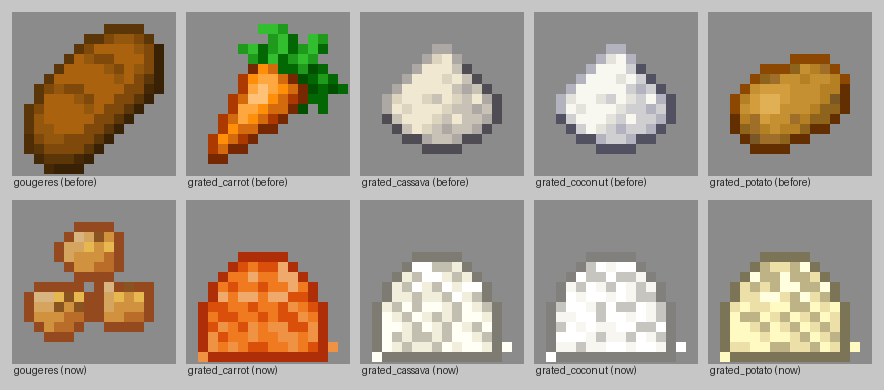 gougeres (before)
grated_carrot (before)
grated_cassava (before)
grated_coconut (before)
grated_potato (before)
gougeres (now)
grated_carrot (now)
grated_cassava (now)
grated_coconut (now)
grated_potato (now)